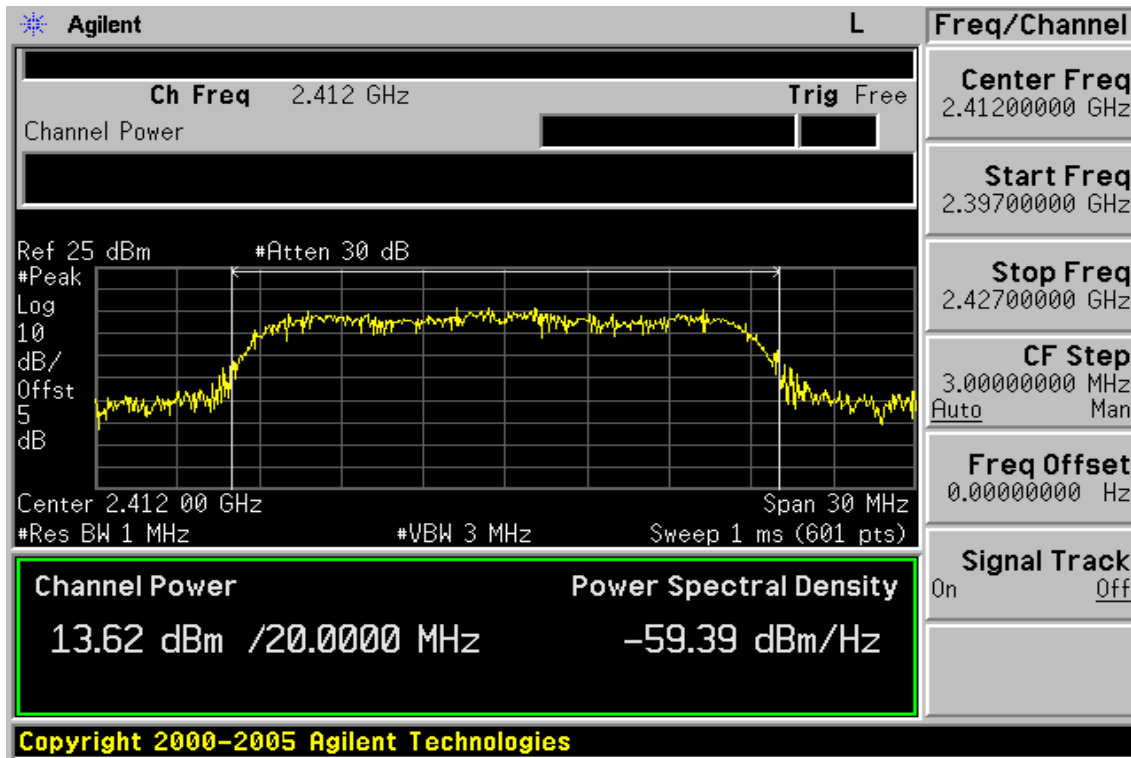 Agilent L
Ch Freq 2.412 GHz Trig Free
Channel Power
Ref 25 dBm #Atten 30 dB
#Peak
Log
10
dB/
Offst
5
dB
Center 2.412 00 GHz Span 30 MHz
#Res BW 1 MHz #VBW 3 MHz Sweep 1 ms (601 pts)
Channel Power Power Spectral Density
13.62 dBm /20.0000 MHz -59.39 dBm/Hz
Copyright 2000-2005 Agilent Technologies
Freq/Channel
Center Freq
2.41200000 GHz
Start Freq
2.39700000 GHz
Stop Freq
2.42700000 GHz
CF Step
3.00000000 MHz
Auto Man
Freq Offset
0.00000000 Hz
Signal Track
On Off